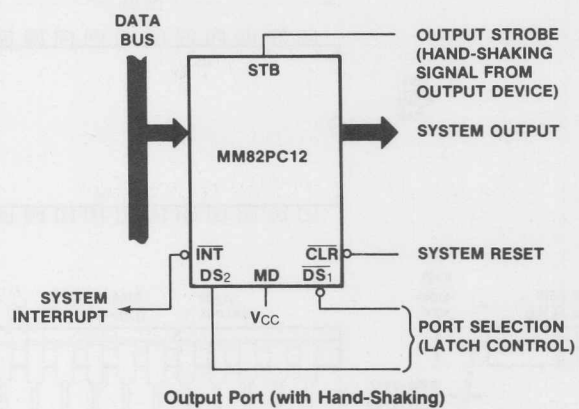 DATA
BUS
OUTPUT STROBE
(HAND-SHAKING
SIGNAL FROM
OUTPUT DEVICE)
STB
SYSTEM OUTPUT
MM82PC12
INT
CLR
SYSTEM RESET
DS2
MD
DS1
SYSTEM
INTERRUPT
VCC
PORT SELECTION
(LATCH CONTROL)
Output Port (with Hand-Shaking)